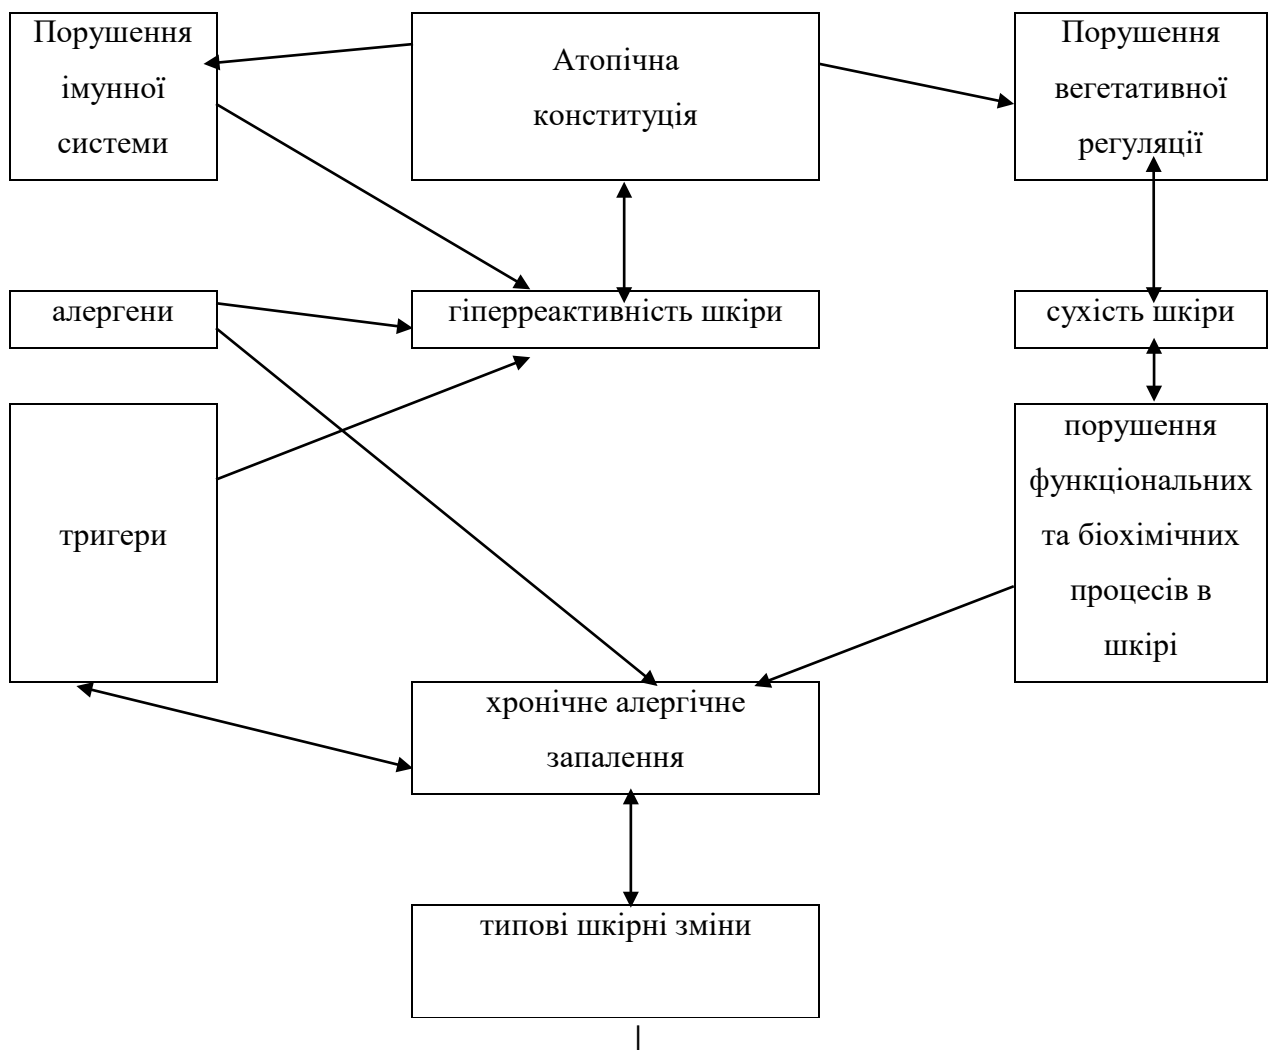 Порушення
імунної
системи
Атопічна
конституція
Порушення
вегетативної
регуляції
алергени
гіперреактивність шкіри
сухість шкіри
тригери
порушення
функціональних
та біохімічних
процесів в
шкірі
хронічне алергічне
запалення
типові шкірні зміни